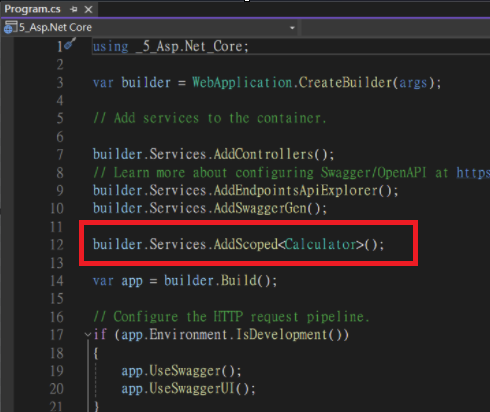 Program.cs
5_Asp.Net Core
1 using _5_Asp.Net_Core;
2
3 var builder = WebApplication.CreateBuilder(args);
4
5 // Add services to the container.
6
7 builder.Services.AddControllers();
8 // Learn more about configuring Swagger/OpenAPI at https
9 builder.Services.AddEndpointsApiExplorer();
10 builder.Services.AddSwaggerGen();
11
12 builder.Services.AddScoped<Calculator>();
13
14 var app = builder.Build();
15
16 // Configure the HTTP request pipeline.
17 if (app.Environment.IsDevelopment())
18 {
19 app.UseSwagger();
20 app.UseSwaggerUI();
21 }